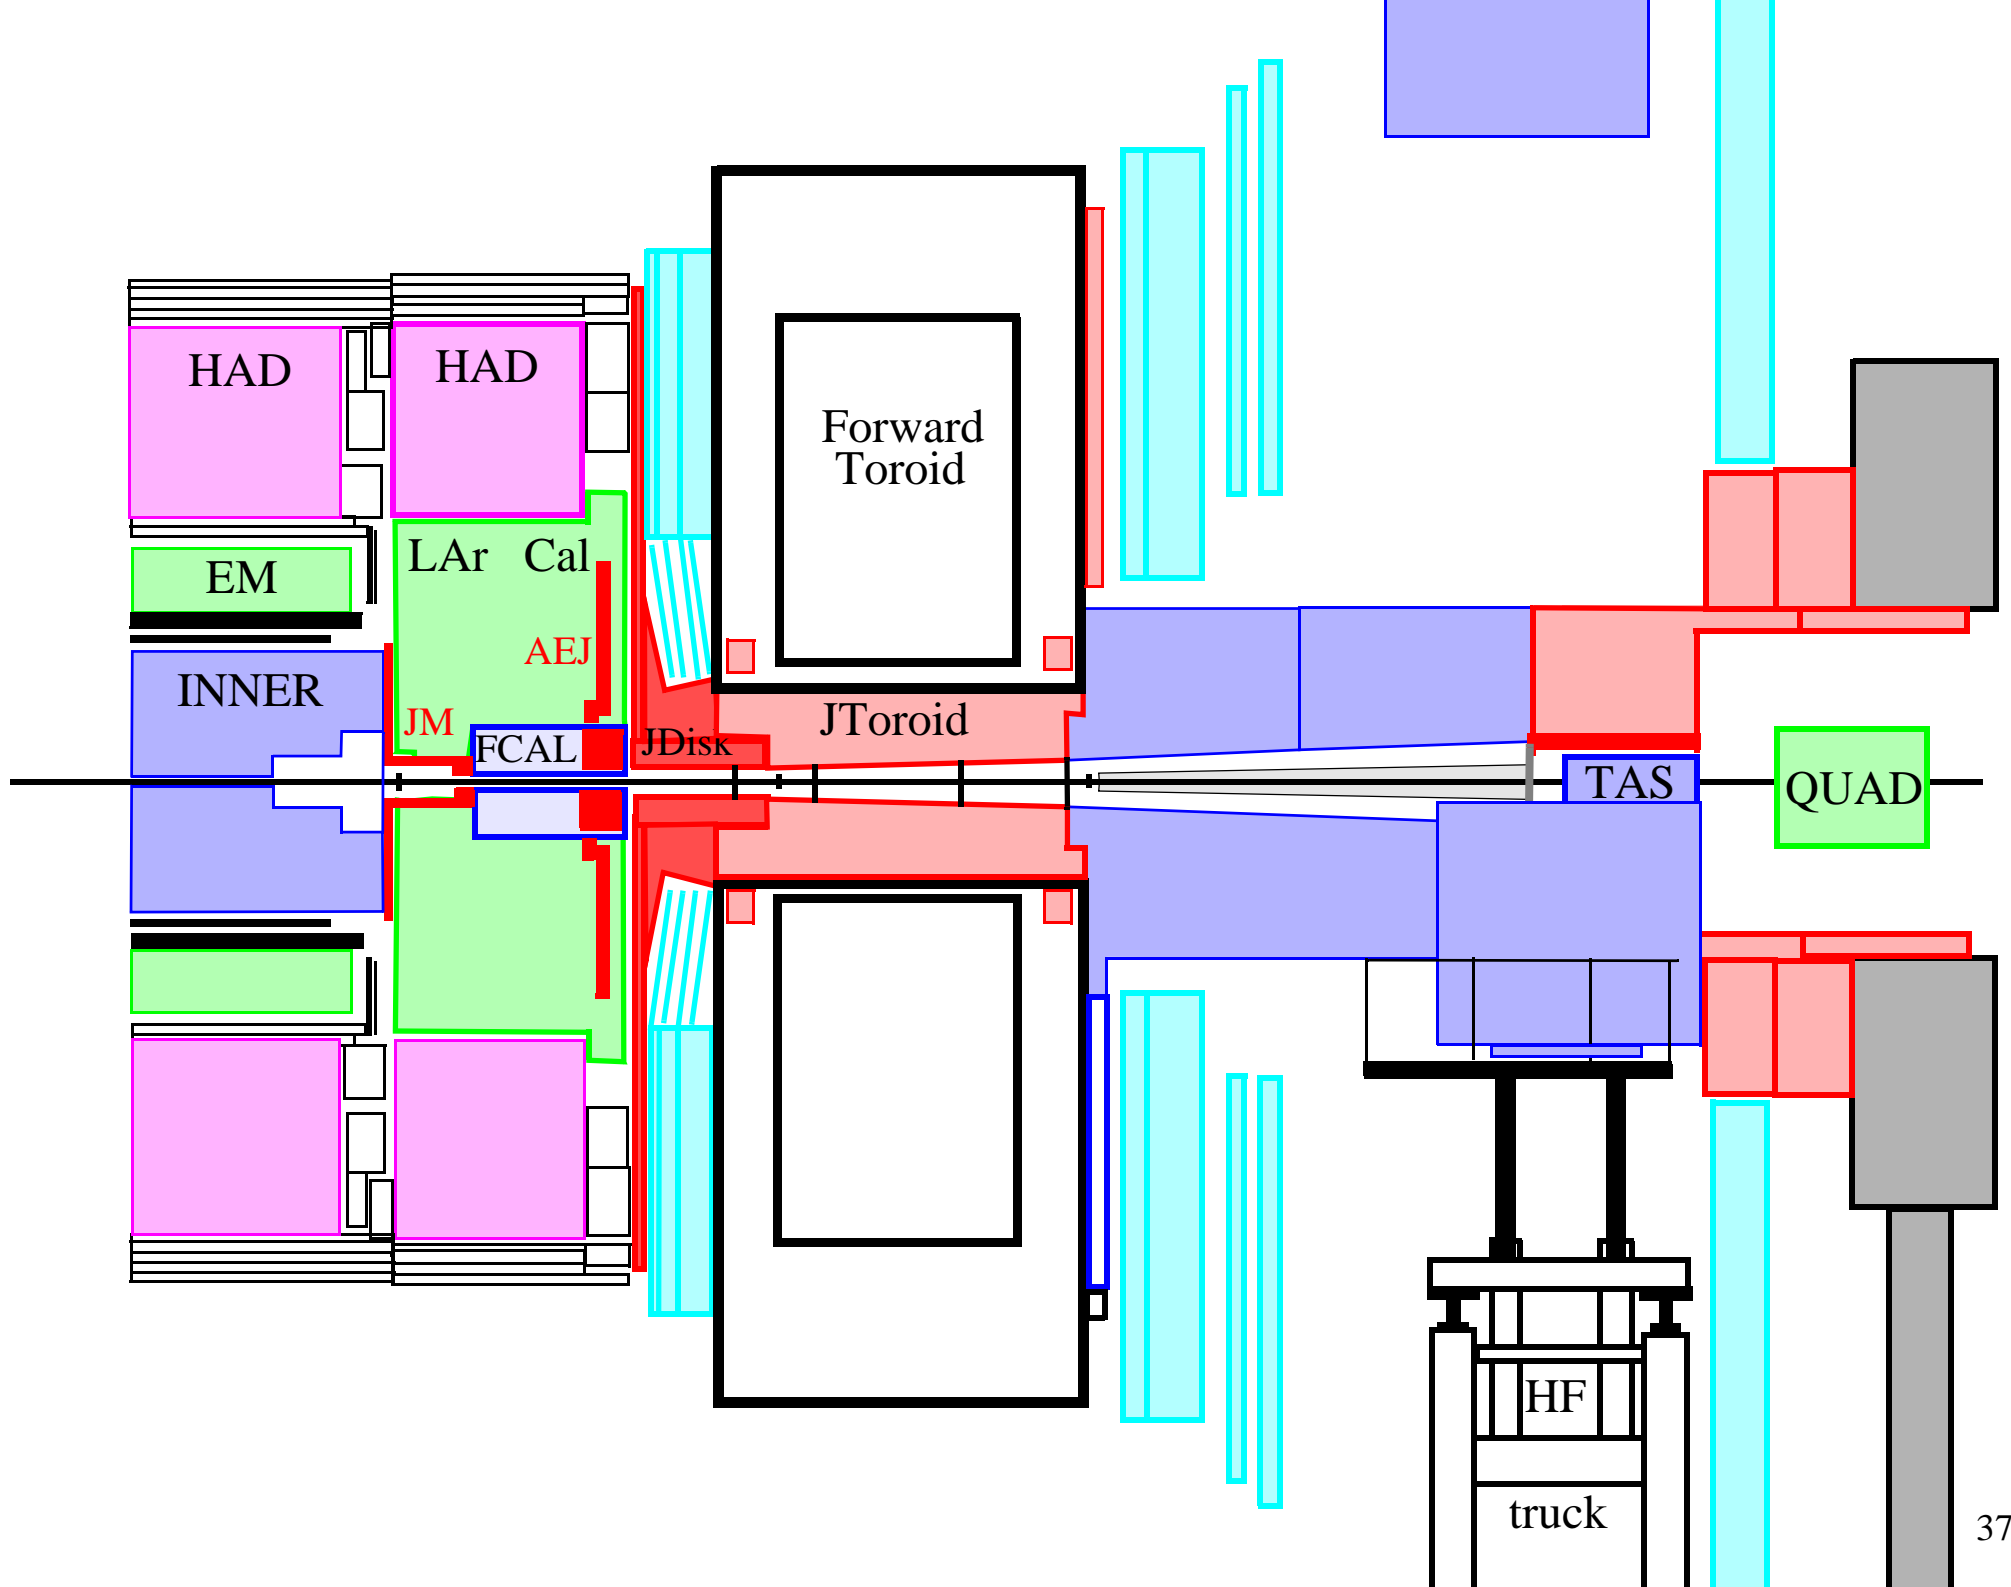 HAD
HAD
Forward
Toroid
LAr Cal
EM
AEJ
INNER
JM
JToroid
FCAL
JDisk
TAS
QUAD
HF
truck
37